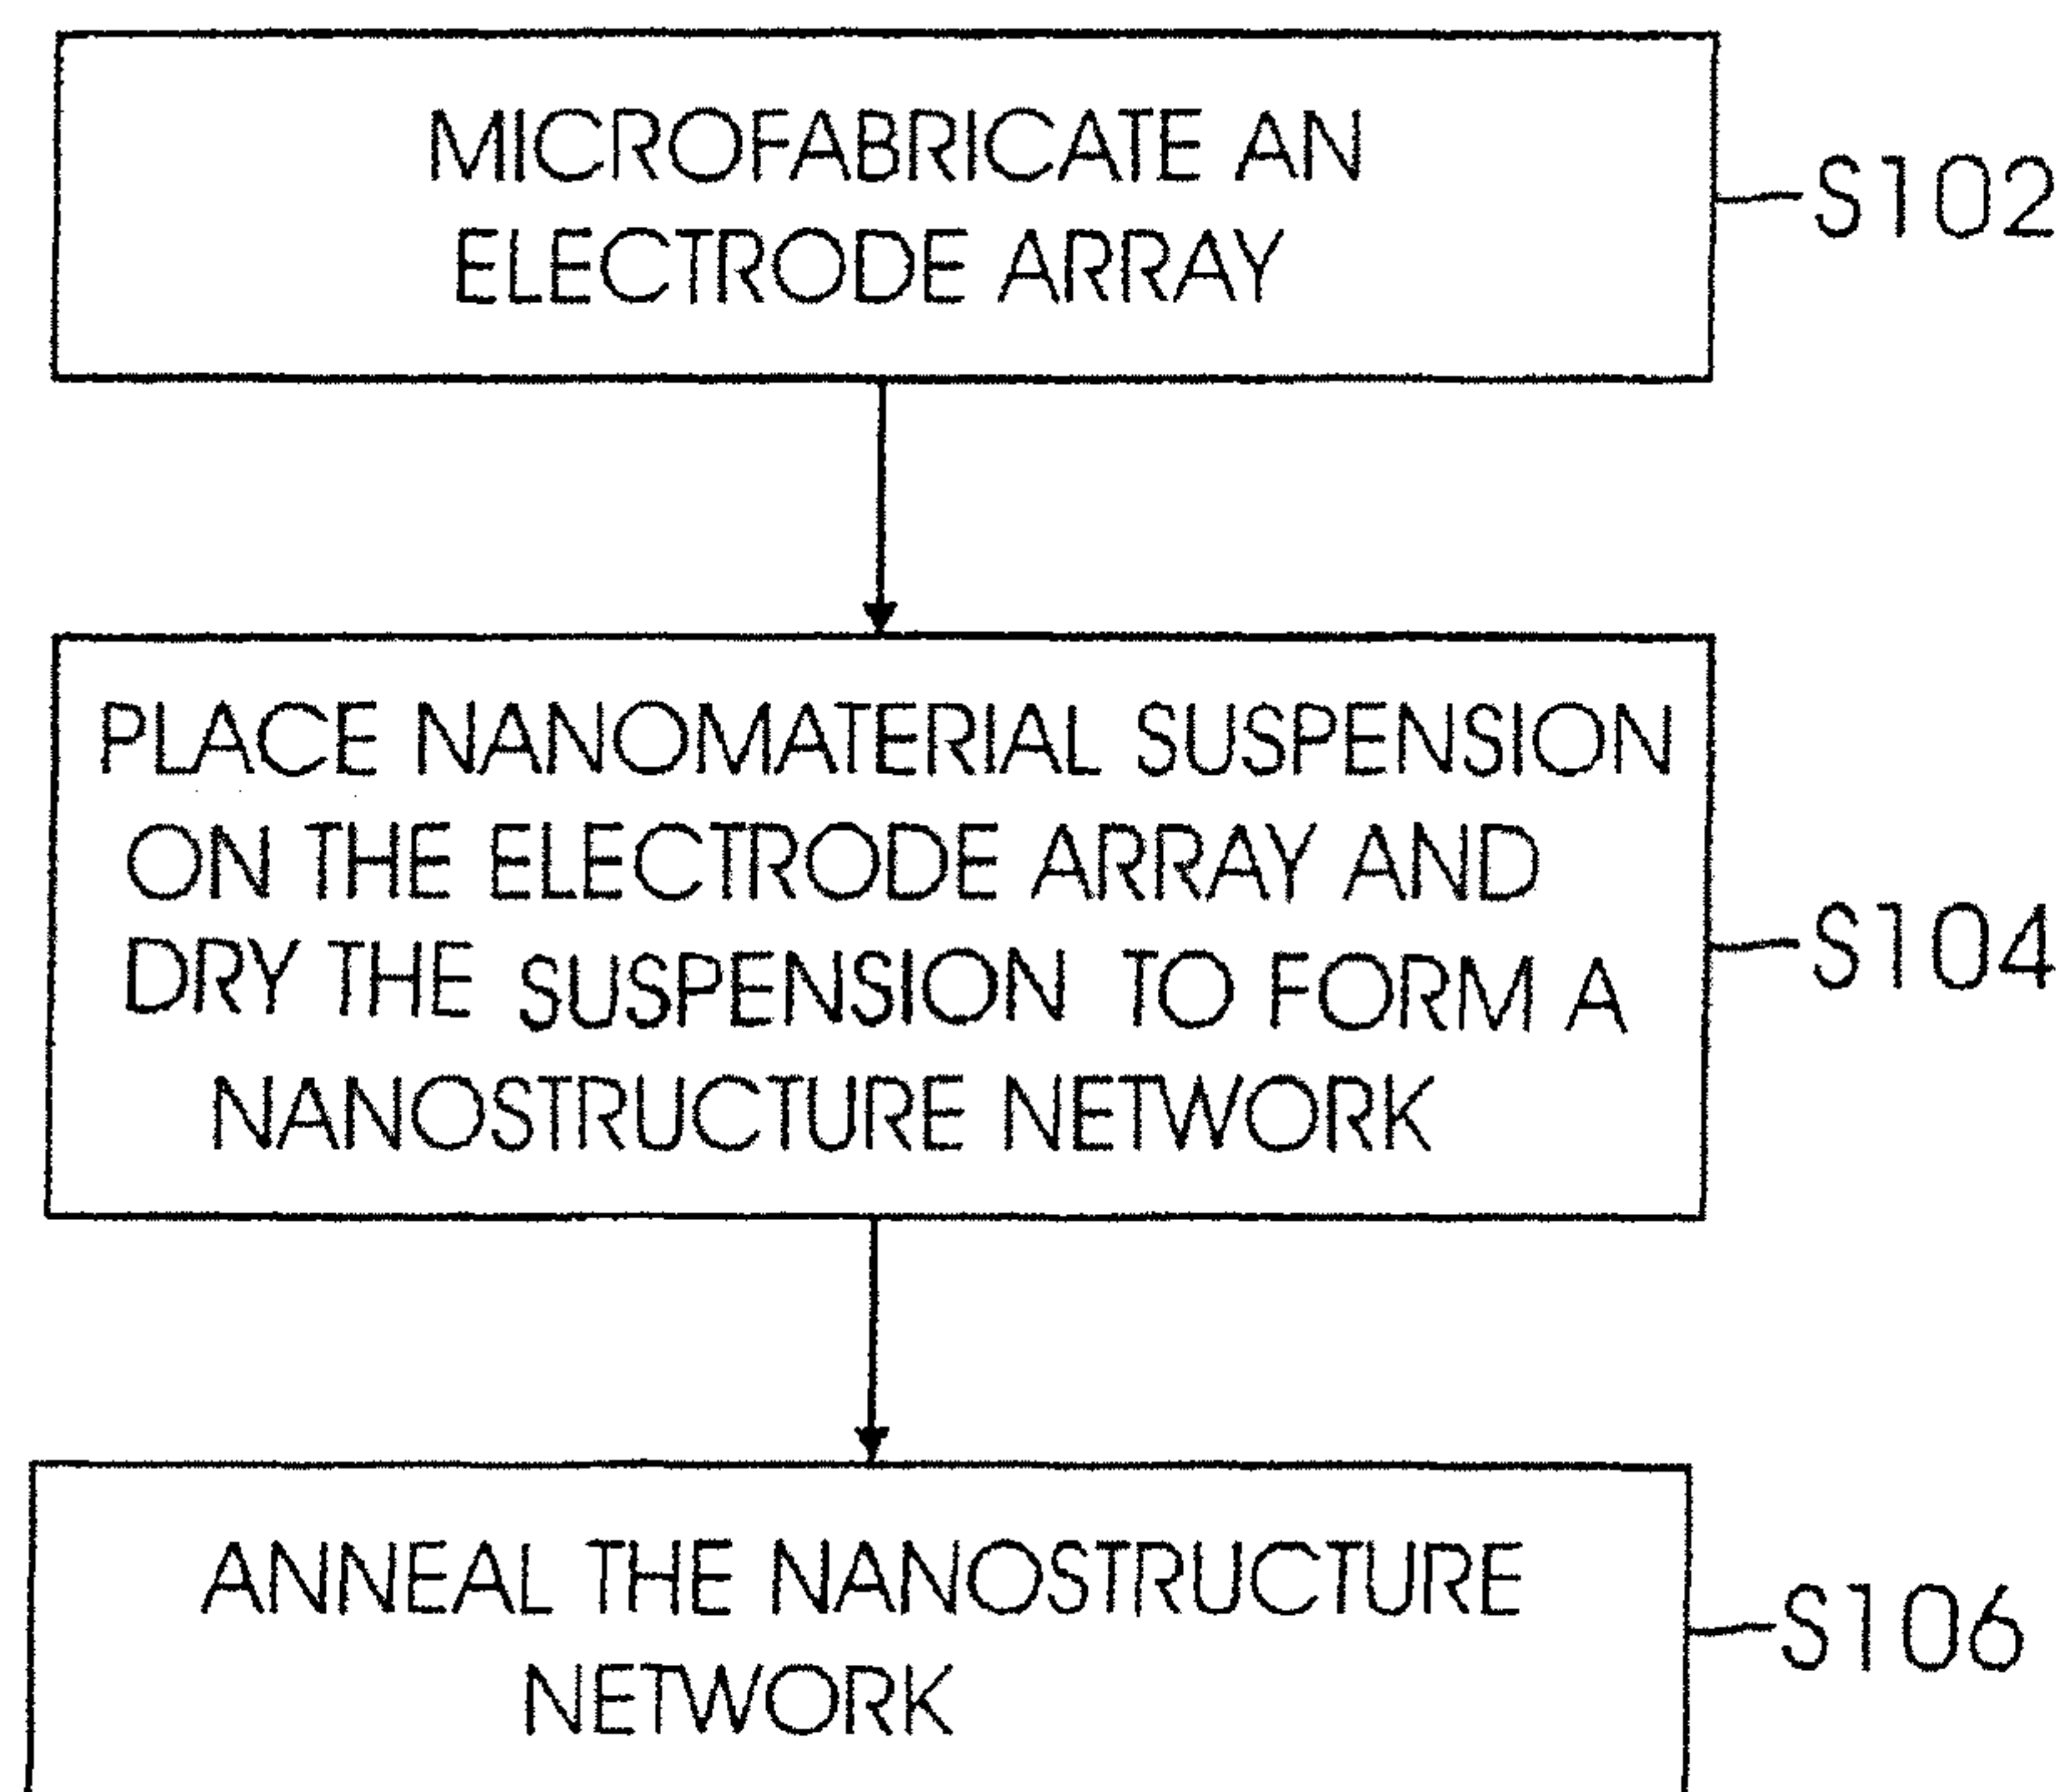 MICROFABRICATE AN
ELECTRODE ARRAY
S102
PLACE NANOMATERIAL SUSPENSION
ON THE ELECTRODE ARRAY AND
DRY THE SUSPENSION TO FORM A
NANOSTRUCTURE NETWORK
S104
ANNEAL THE NANOSTRUCTURE
NETWORK
S106